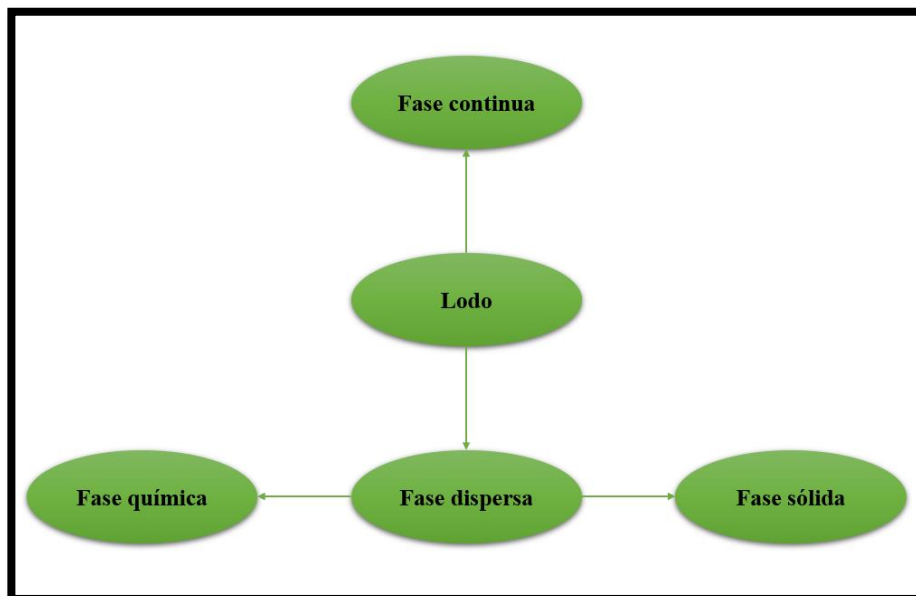 Fase continua
Lodo
Fase química
Fase dispersa
Fase sólida